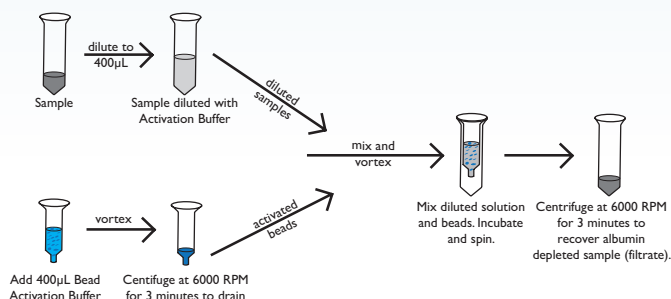 dilute to
400µL
Sample
Sample diluted with
Activation Buffer
diluted
samples
mix and
vortex
Mix diluted solution
and beads. Incubate
and spin.
Centrifuge at 6000 RPM
for 3 minutes to
recover albumin
depleted sample (filtrate).
vortex
activated
beads
Add 400µL Bead
Activation Buffer
Centifuge at 6000 RPM
for 3 minutes to drain